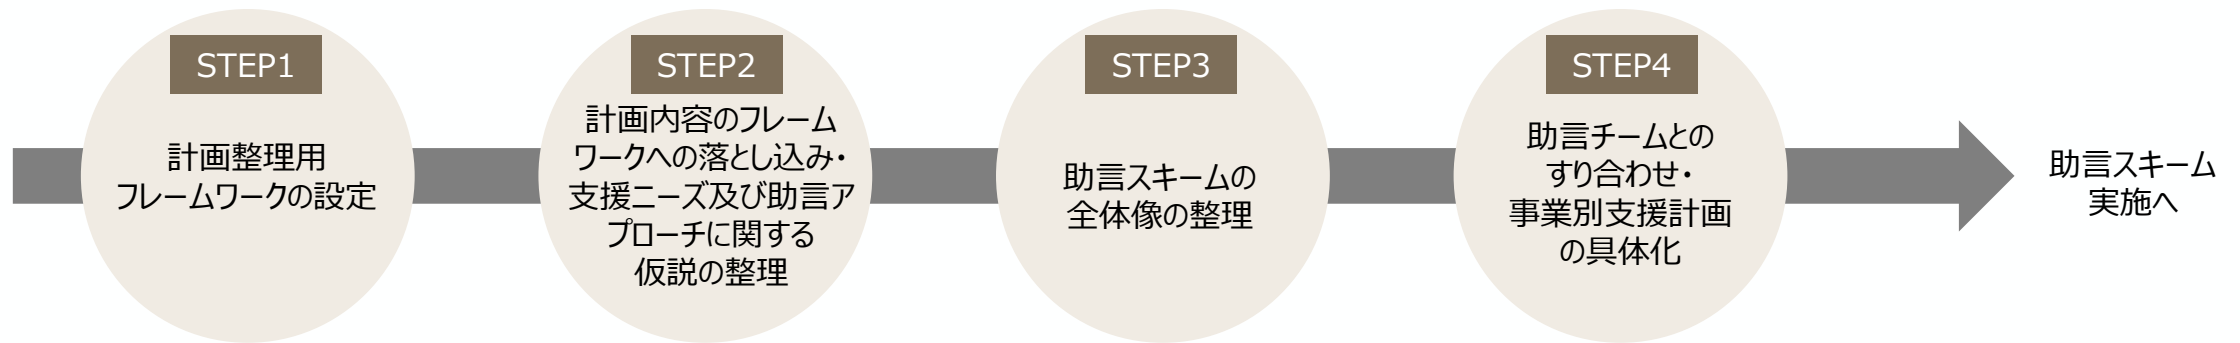 STEP1
計画整理用
フレームワークの設定
STEP2
計画内容のフレーム
ワークへの落とし込み・
支援ニーズ及び助言ア
プローチに関する
仮説の整理
STEP3
助言スキームの
全体像の整理
STEP4
助言チームとの
すり合わせ・
事業別支援計画
の具体化
助言スキーム
実施へ